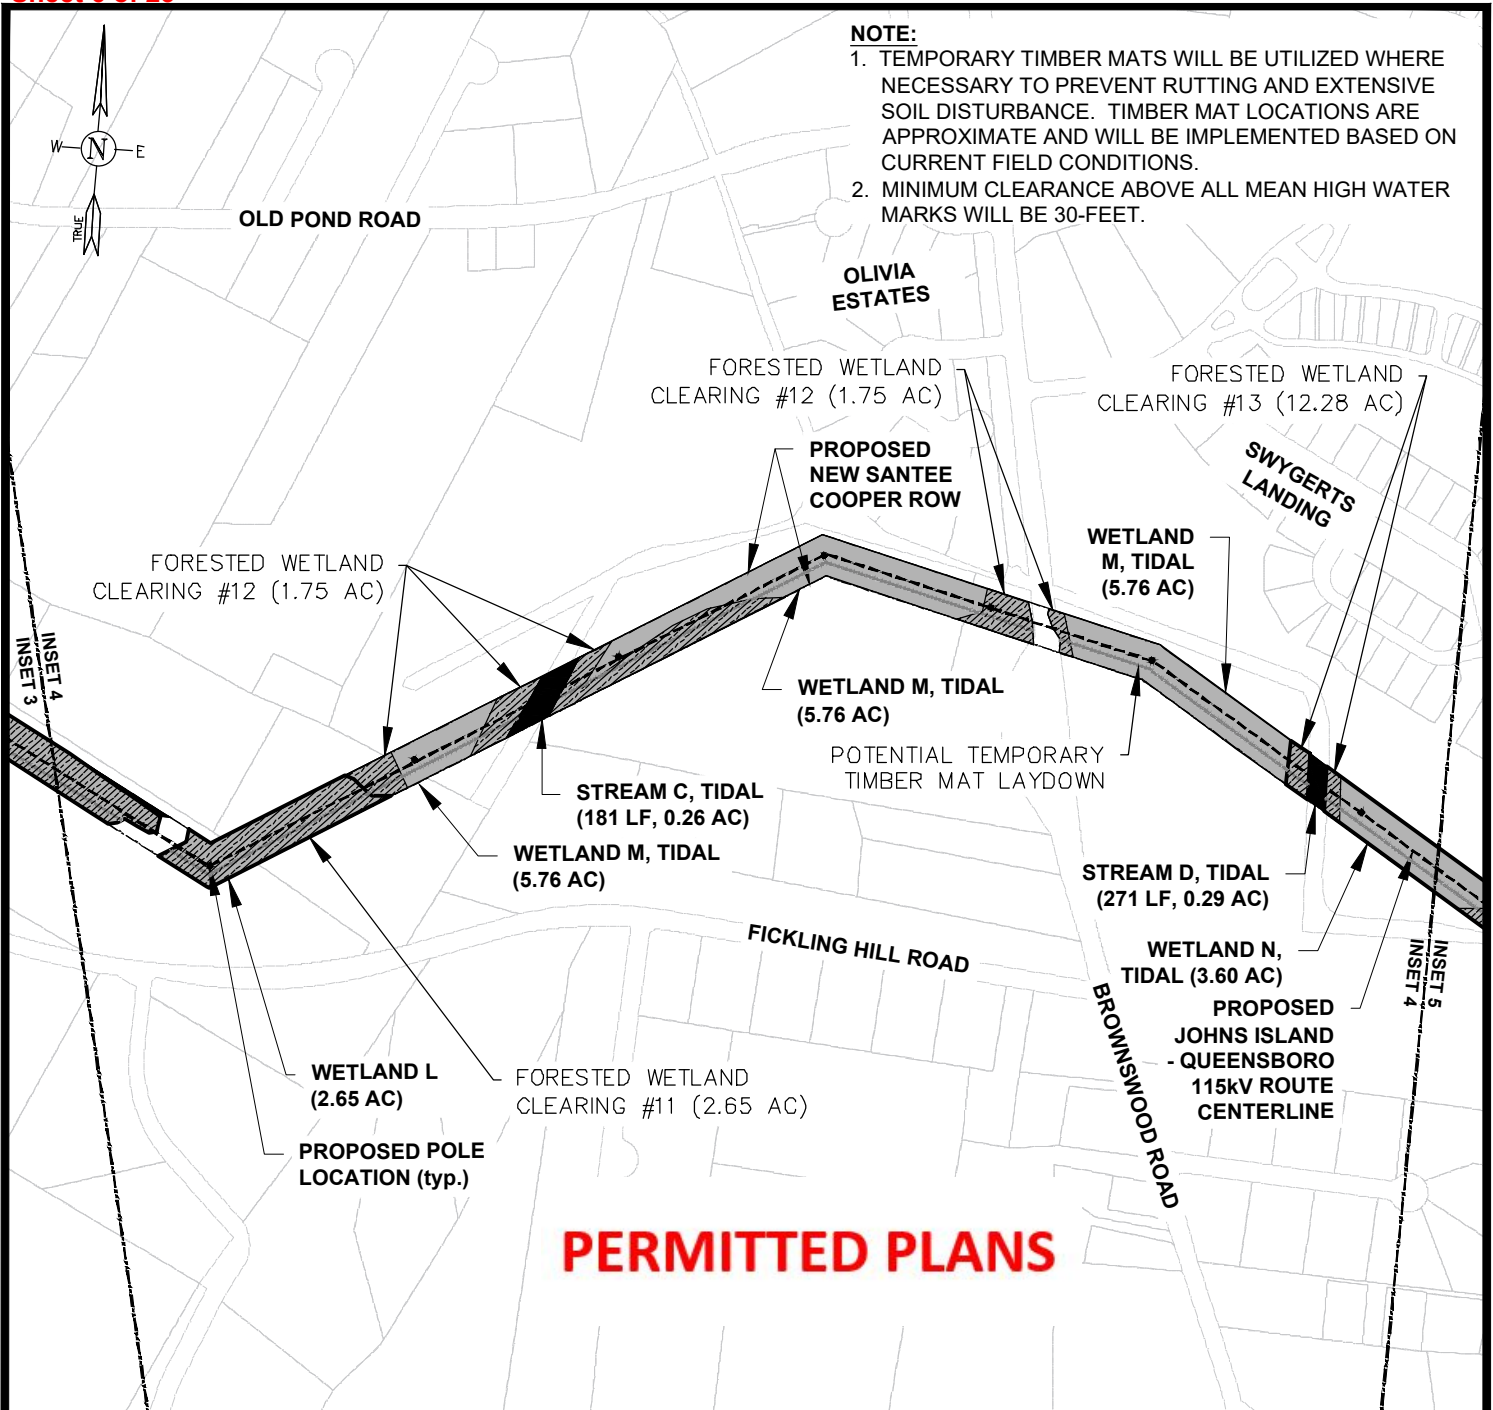 NOTE:
1. TEMPORARY TIMBER MATS WILL BE UTILIZED WHERE
NECESSARY TO PREVENT RUTTING AND EXTENSIVE
SOIL DISTURBANCE. TIMBER MAT LOCATIONS ARE
APPROXIMATE AND WILL BE IMPLEMENTED BASED ON
CURRENT FIELD CONDITIONS.
2. MINIMUM CLEARANCE ABOVE ALL MEAN HIGH WATER
MARKS WILL BE 30-FEET.
W N E
TRUE
OLD POND ROAD
OLIVIA
ESTATES
FORESTED WETLAND
CLEARING #12 (1.75 AC)
FORESTED WETLAND
CLEARING #13 (12.28 AC)
PROPOSED
NEW SANTEE
COOPER ROW
SWYGERTS
LANDING
WETLAND
M, TIDAL
(5.76 AC)
FORESTED WETLAND
CLEARING #12 (1.75 AC)
INSET 4
INSET 3
WETLAND M, TIDAL
(5.76 AC)
POTENTIAL TEMPORARY
TIMBER MAT LAYDOWN
STREAM C, TIDAL
(181 LF, 0.26 AC)
WETLAND M, TIDAL
(5.76 AC)
STREAM D, TIDAL
(271 LF, 0.29 AC)
FICKLING HILL ROAD
WETLAND N,
TIDAL (3.60 AC)
INSET 5
INSET 4
PROPOSED
JOHNS ISLAND
- QUEENSBORO
115kV ROUTE
CENTERLINE
BROWNSWOOD ROAD
WETLAND L
(2.65 AC)
FORESTED WETLAND
CLEARING #11 (2.65 AC)
PROPOSED POLE
LOCATION (typ.)
PERMITTED PLANS